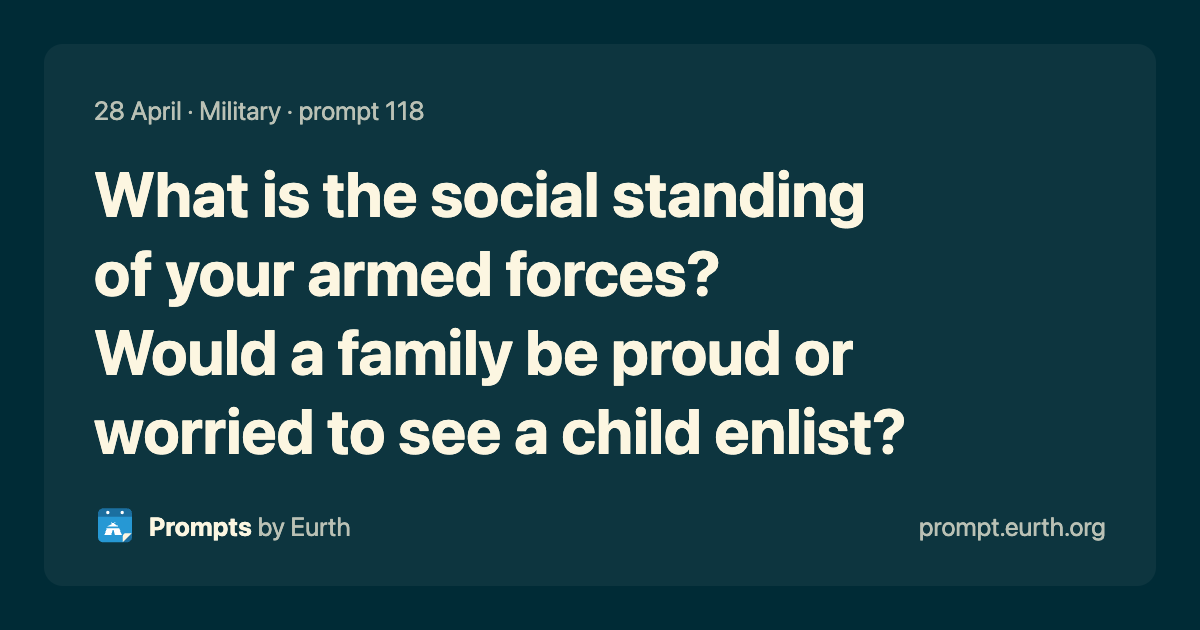 28 April · Military · prompt 118
What is the social standing
of your armed forces?
Would a family be proud or
worried to see a child enlist?
Prompts by Eurth
prompt.eurth.org